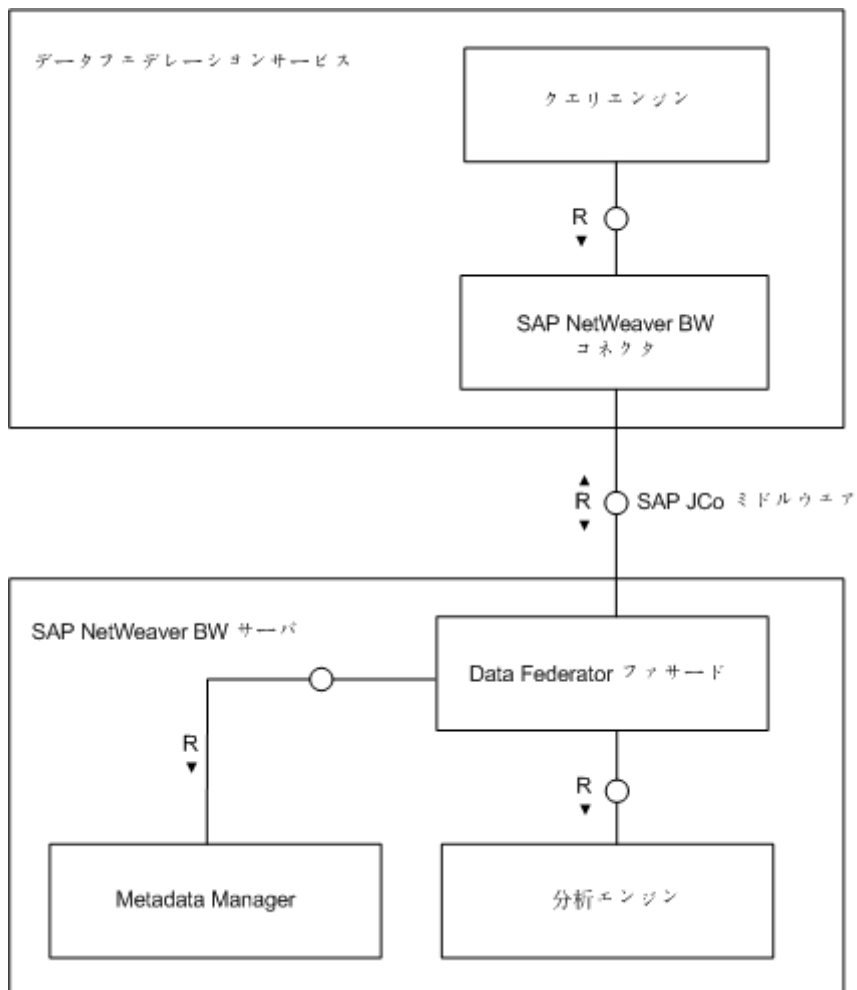 データフェデレーションサービス
クエリエンジン
R
SAP NetWeaver BW
コネクタ
R
SAP JCo ミドルウエア
SAP NetWeaver BW サーバ
Data Federator ファサード
R
R
Metadata Manager
分析エンジン